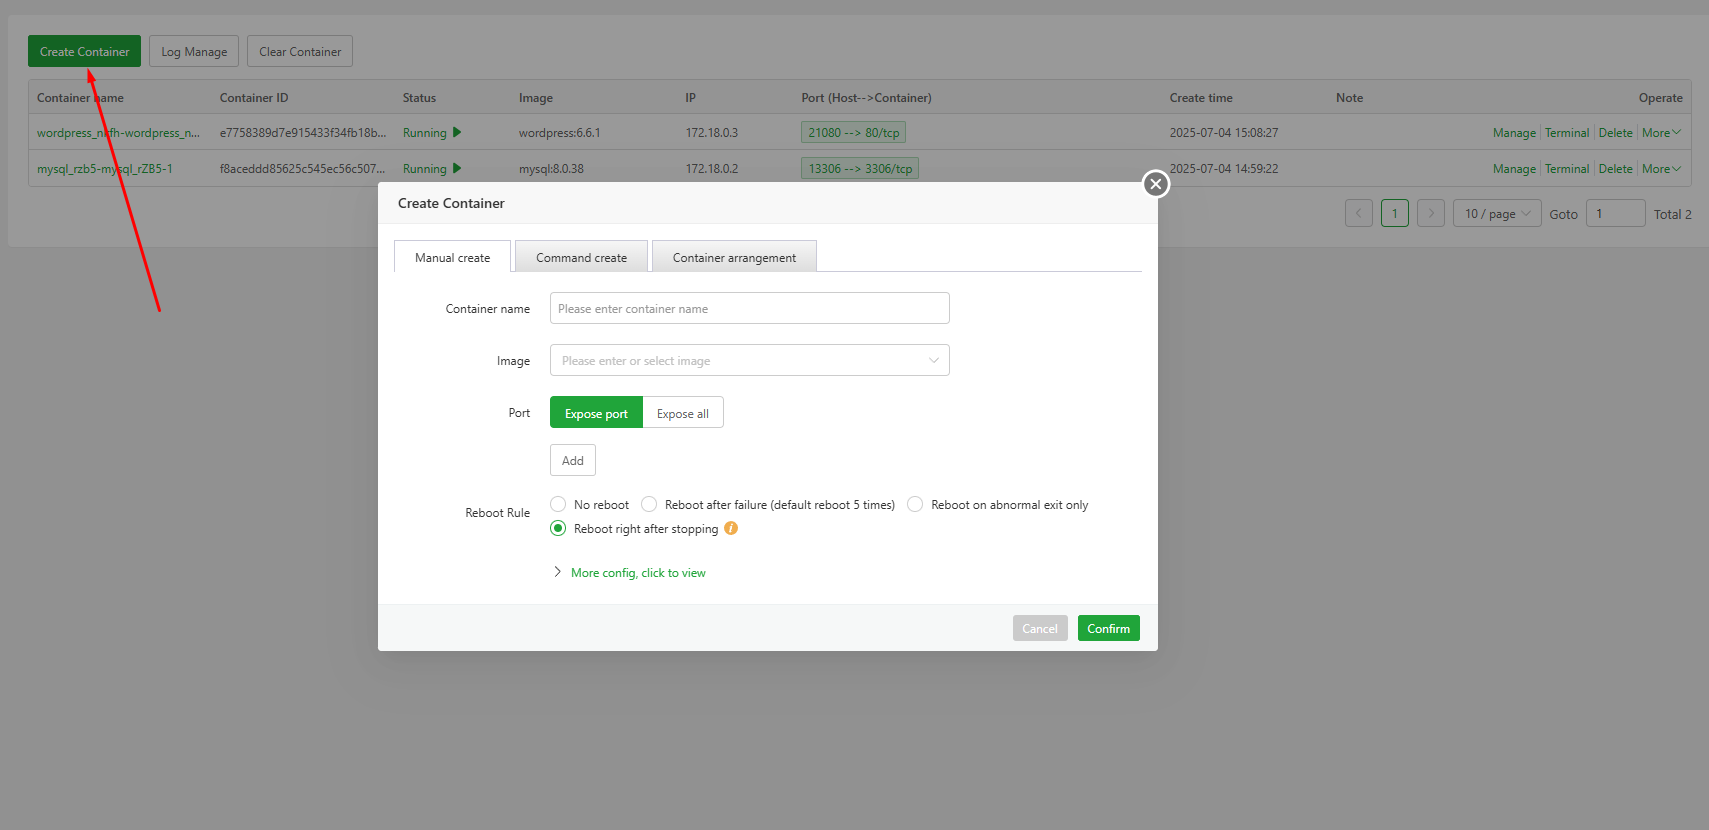 Create Container Log Manage Clear Container
Container name Container ID Status Image IP Port (Host-->Container) Create time Note Operate
wordpress_nkfh-wordpress_n... e7758389d7e915433f34fb18b... Running wordpress:6.6.1 172.18.0.3 21080 --> 80/tcp 2025-07-04 15:08:27 Manage Terminal Delete More
mysql_rzb5-mysql_rZB5-1 f8aceddd85625c545ec56c507... Running mysql:8.0.38 172.18.0.2 13306 --> 3306/tcp 2025-07-04 14:59:22 Manage Terminal Delete More
1 10 / page Goto 1 Total 2
Create Container
Manual create Command create Container arrangement
Container name Please enter container name
Image Please enter or select image
Port Expose port Expose all
Add
Reboot Rule No reboot Reboot after failure (default reboot 5 times) Reboot on abnormal exit only
Reboot right after stopping
More config, click to view
Cancel Confirm